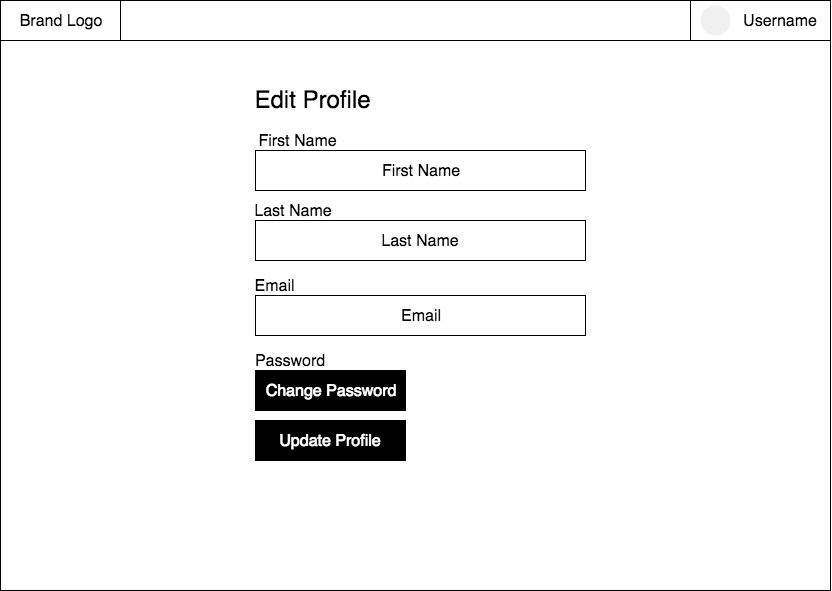 Brand Logo
Username
Edit Profile
First Name
First Name
Last Name
Last Name
Email
Email
Password
Change Password
Update Profile